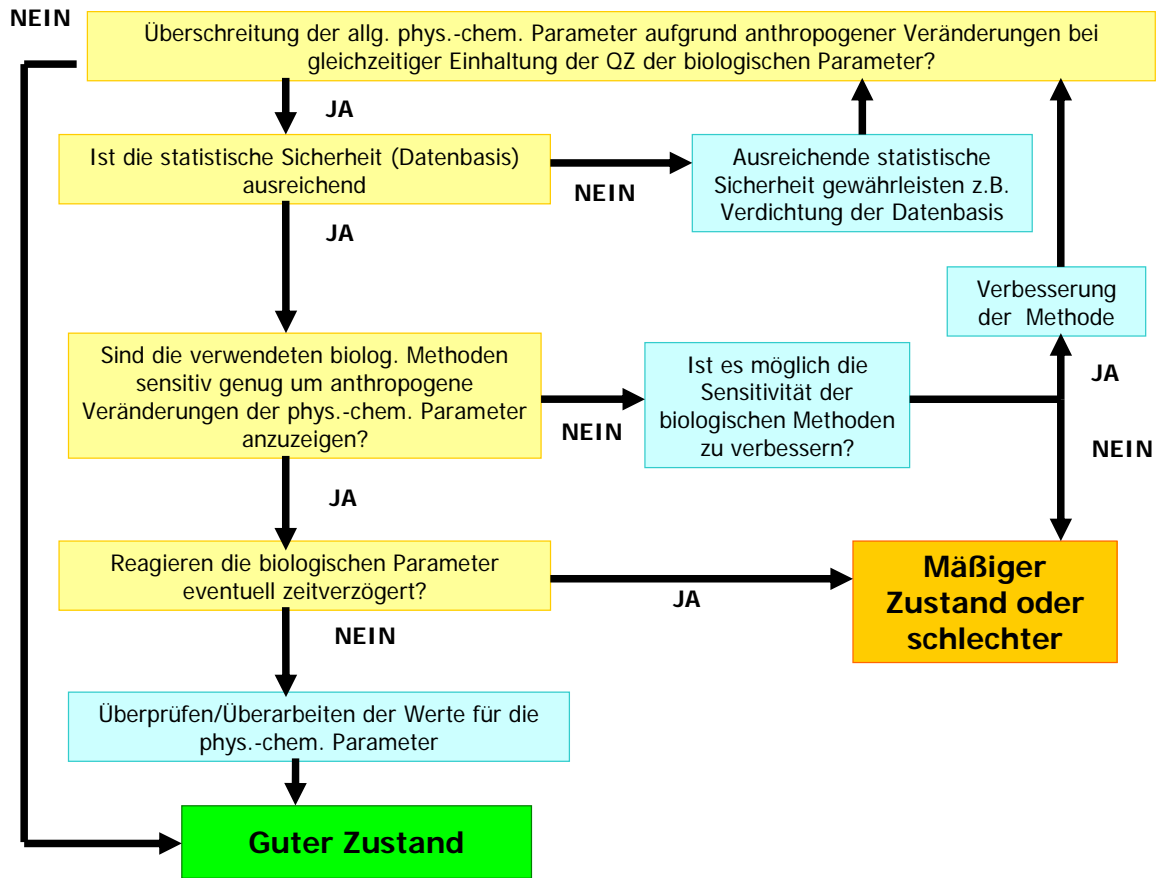 NEIN
Überschreitung der allg. phys.-chem. Parameter aufgrund anthropogener Veränderungen bei
gleichzeitiger Einhaltung der QZ der biologischen Parameter?
JA
Ist die statistische Sicherheit (Datenbasis)
ausreichend
NEIN
Ausreichende statistische
Sicherheit gewährleisten z.B.
Verdichtung der Datenbasis
JA
Verbesserung
der Methode
Sind die verwendeten biolog. Methoden
sensitiv genug um anthropogene
Veränderungen der phys.-chem. Parameter
anzuzeigen?
NEIN
Ist es möglich die
Sensitivität der
biologischen Methoden
zu verbessern?
JA
NEIN
JA
Reagieren die biologischen Parameter
eventuell zeitverzögert?
JA
Mäßiger
Zustand oder
schlechter
NEIN
Überprüfen/Überarbeiten der Werte für die
phys.-chem. Parameter
Guter Zustand